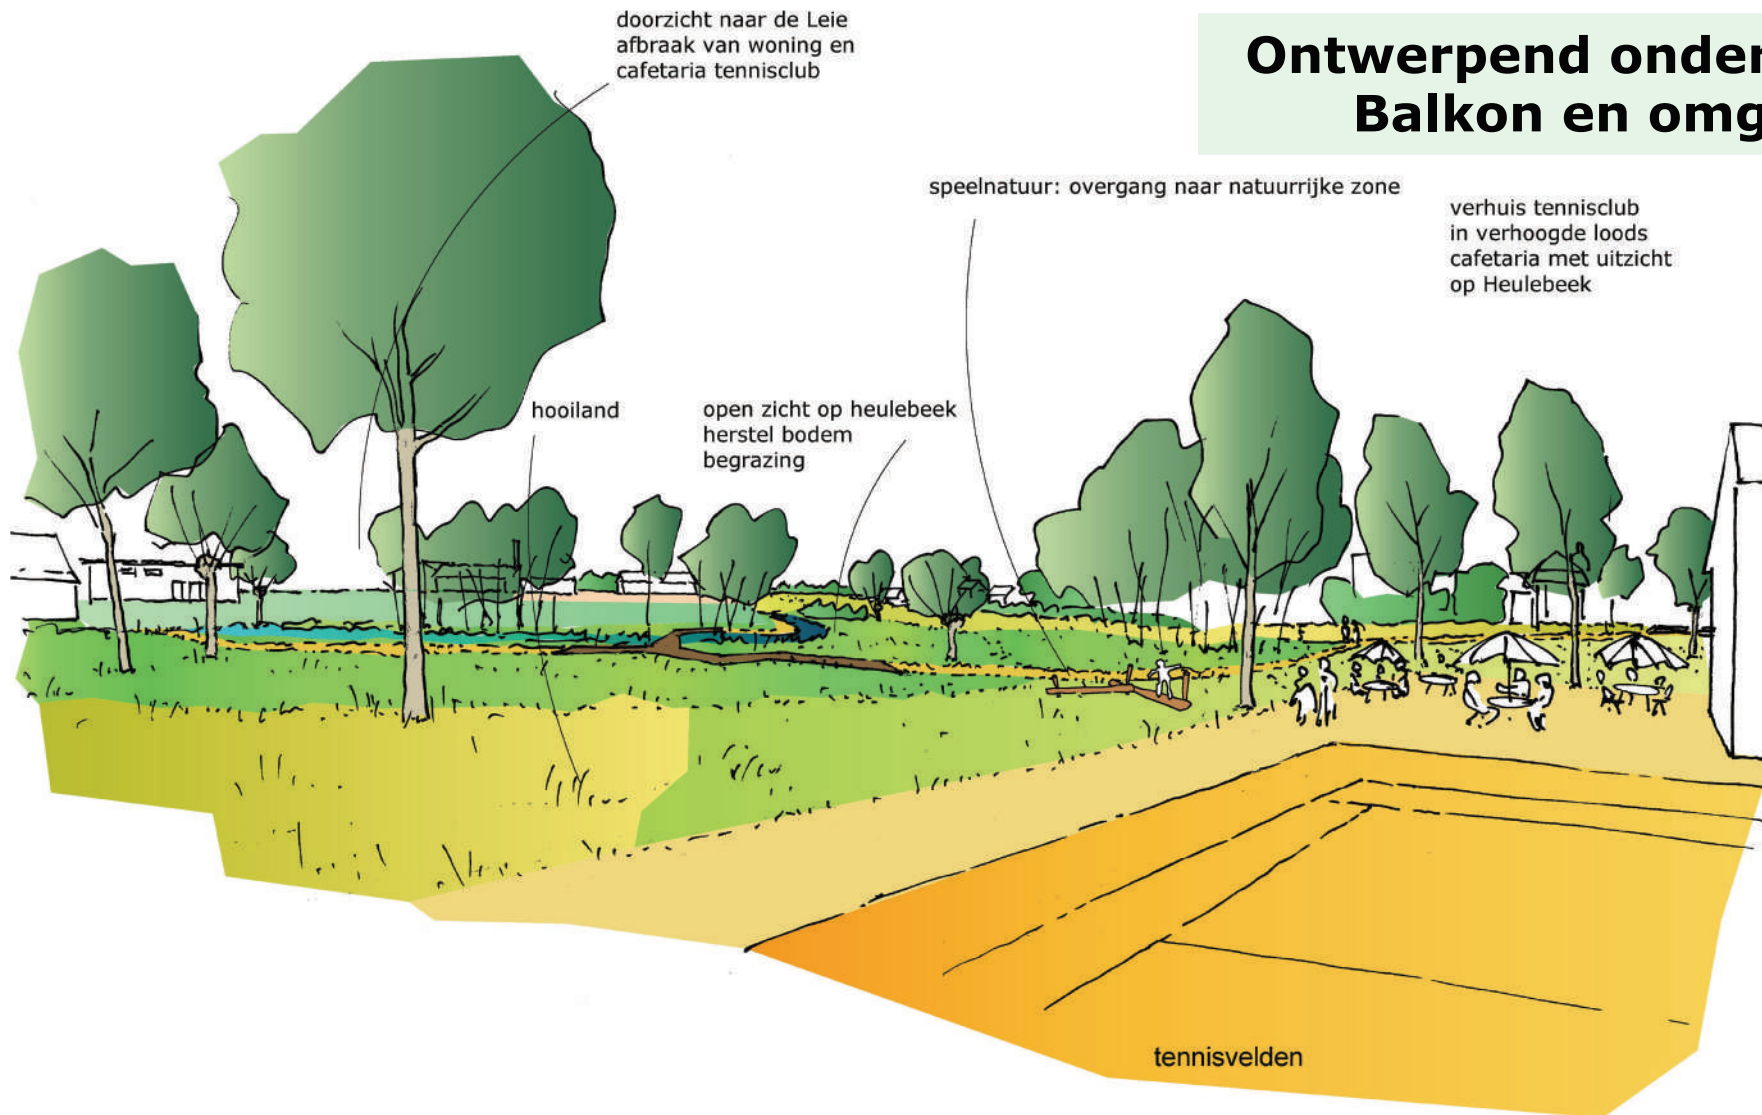 doorzicht naar de Leie
afbraak van woning en
cafetaria tennisclub
Ontwerpend onder
Balkon en omg
speelnatuur: overgang naar natuurrijke zone
verhuis tennisclub
in verhoogde loods
cafetaria met uitzicht
op Heulebeek
hooiland
open zicht op heulebeek
herstel bodem
begrazing
tennisvelden